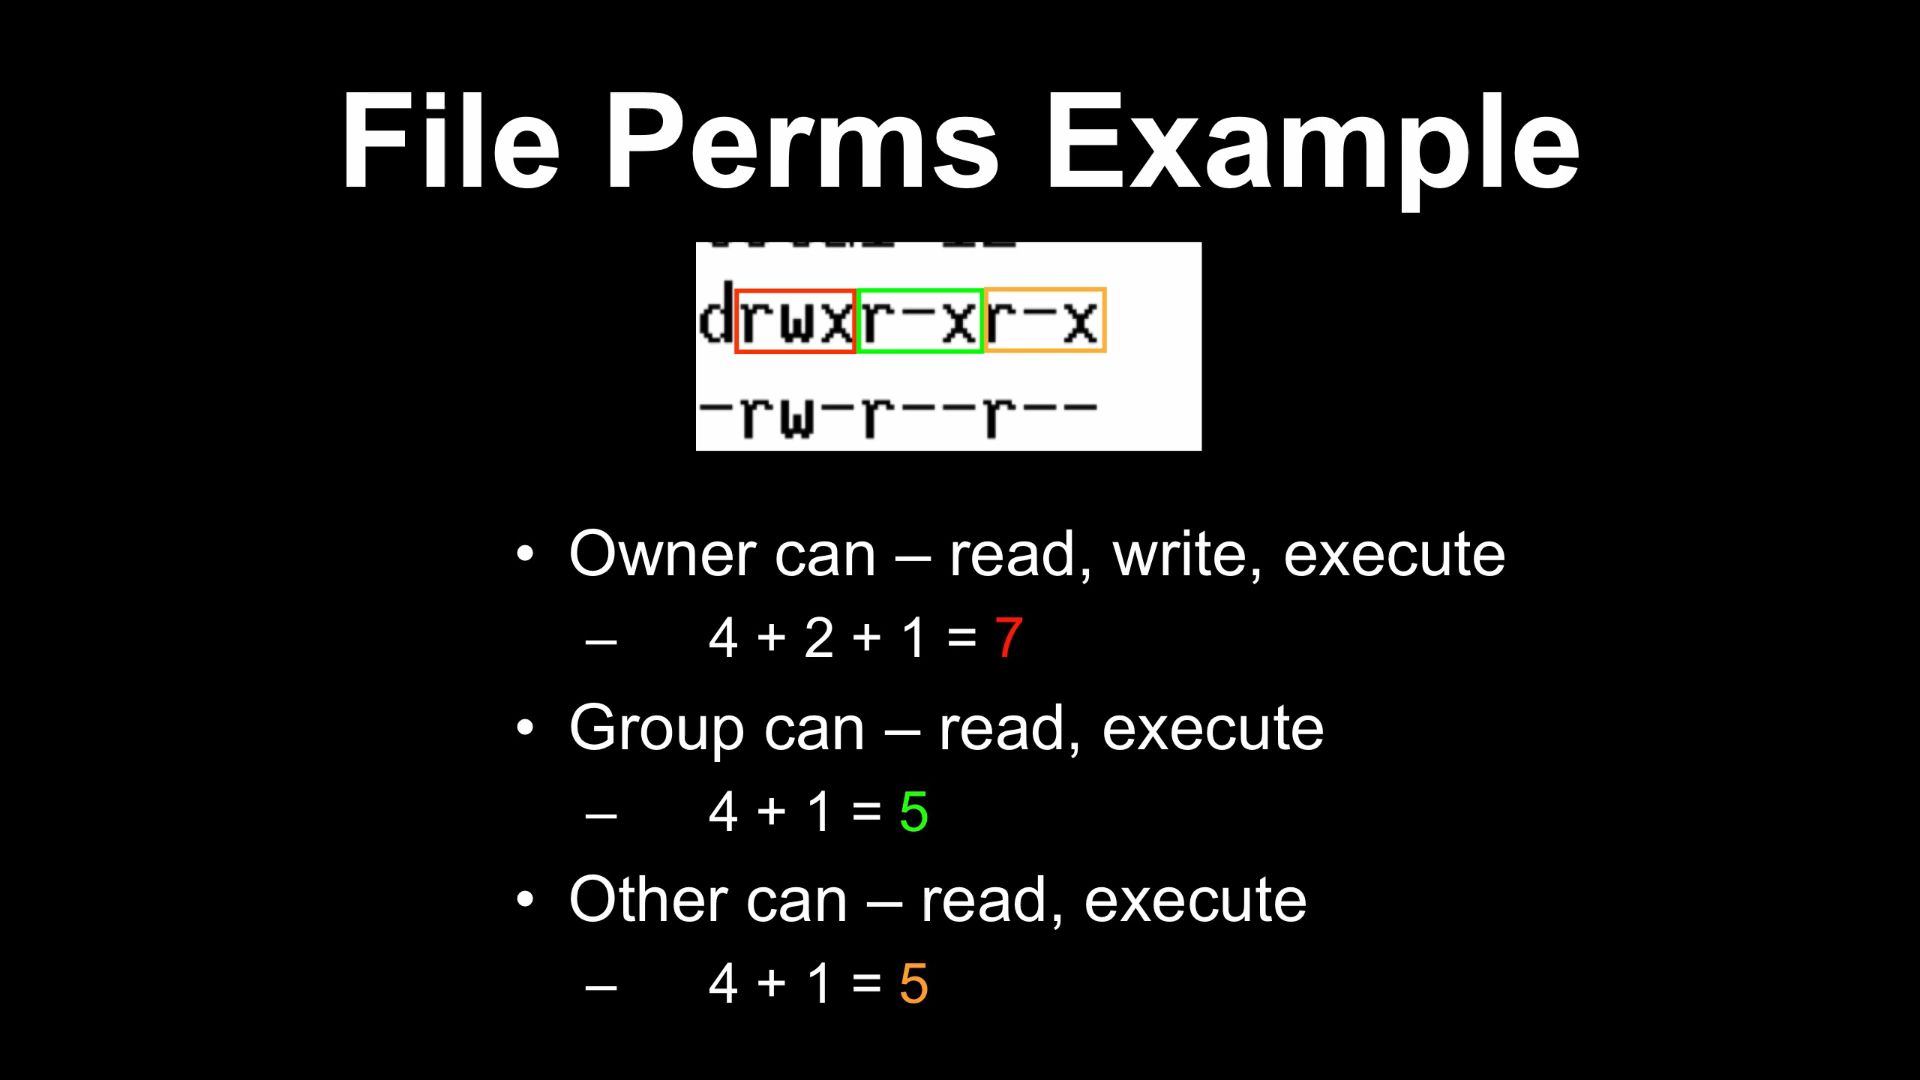 File Perms Example
drwxr-xr-x
-rw-r--r--
• Owner can – read, write, execute
– 4 + 2 + 1 = 7
• Group can – read, execute
– 4 + 1 = 5
• Other can – read, execute
– 4 + 1 = 5